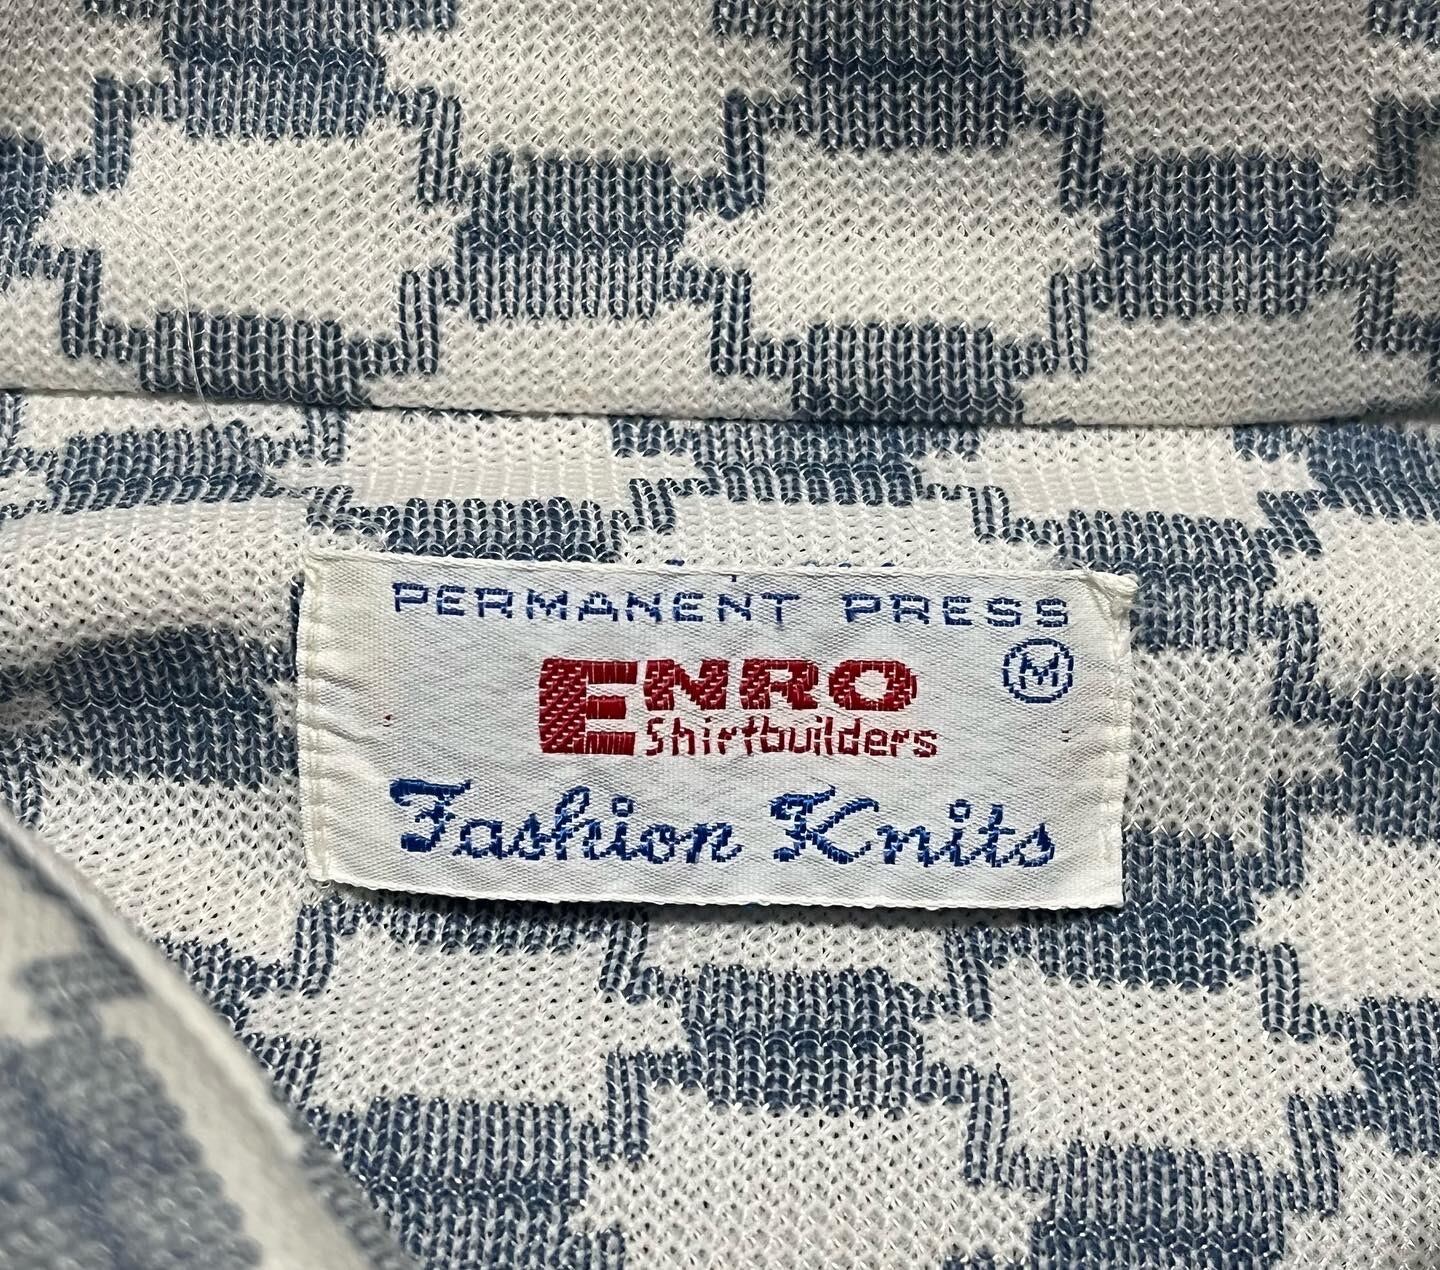 PERMANENT PRESS
M
ENRO
Shirtbuilders
Fashion Knits